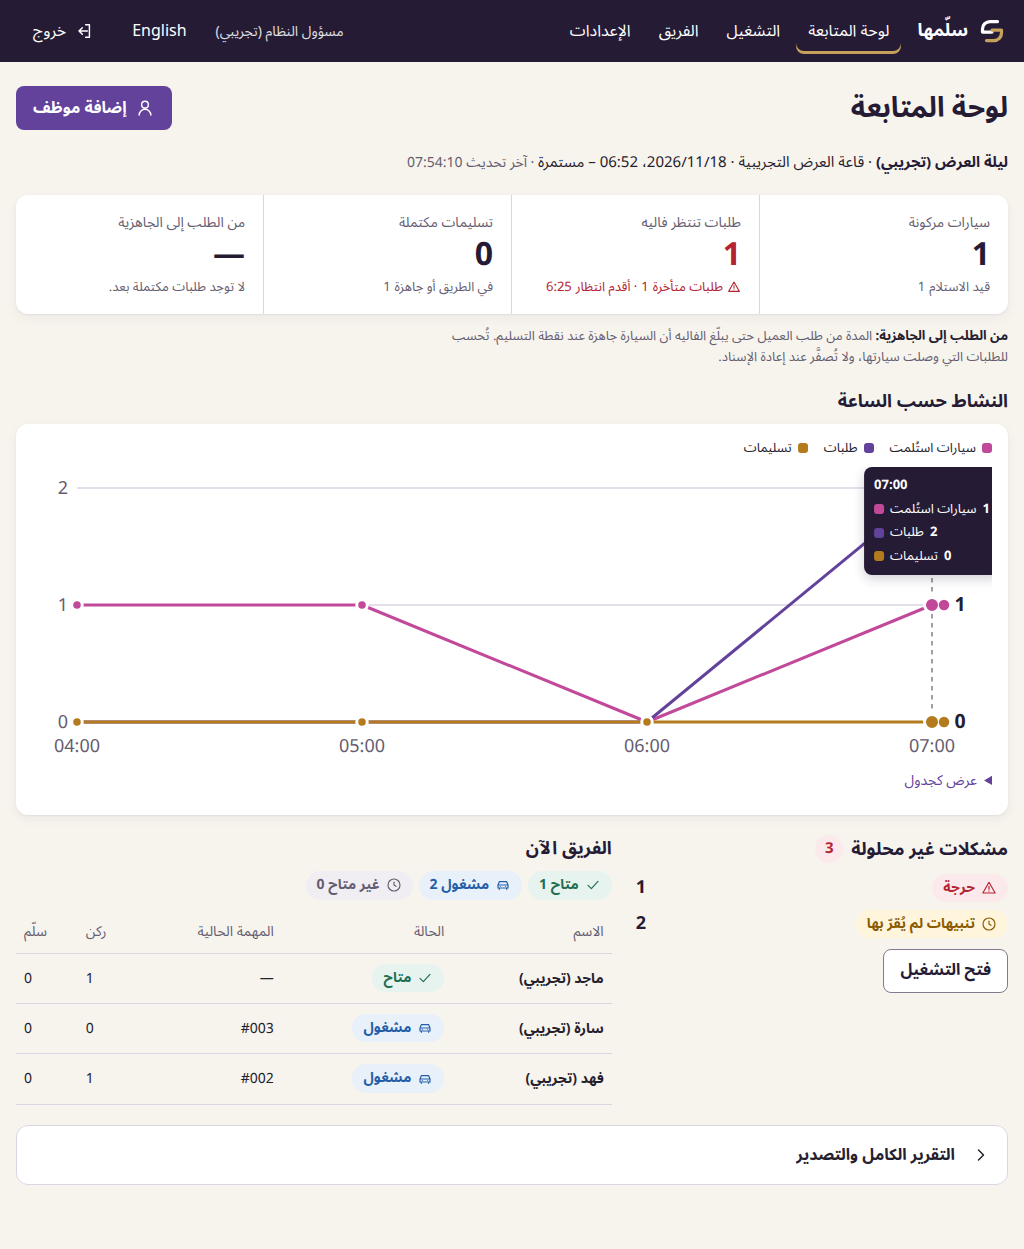 سلّمها
لوحة المتابعة
التشغيل
الفريق
الإعدادات
مسؤول النظام (تجريبي)
English
خروج
لوحة المتابعة
إضافة موظف
ليلة العرض (تجريبي) · قاعة العرض التجريبية · 2026/11/18، 06:52 – مستمرة · آخر تحديث 07:54:10
سيارات مركونة
1
قيد الاستلام 1
طلبات تنتظر فاليه
1
طلبات متأخرة 1 · أقدم انتظار 6:25
تسليمات مكتملة
0
في الطريق أو جاهزة 1
من الطلب إلى الجاهزية
—
لا توجد طلبات مكتملة بعد.
من الطلب إلى الجاهزية: المدة من طلب العميل حتى يبلّغ الفاليه أن السيارة جاهزة عند نقطة التسليم. تُحسب
للطلبات التي وصلت سيارتها، ولا تُصفَّر عند إعادة الإسناد.
النشاط حسب الساعة
سيارات استُلمت
طلبات
تسليمات
2
1
0
04:00
05:00
06:00
07:00
07:00
سيارات استُلمت 1
طلبات 2
تسليمات 0
1
0
عرض كجدول
مشكلات غير محلولة 3
حرجة 1
تنبيهات لم يُقرّ بها 2
فتح التشغيل
الفريق الآن
متاح 1
مشغول 2
غير متاح 0
الاسم الحالة المهمة الحالية ركن سلّم
ماجد (تجريبي) متاح — 1 0
سارة (تجريبي) مشغول #003 0 0
فهد (تجريبي) مشغول #002 1 0
التقرير الكامل والتصدير